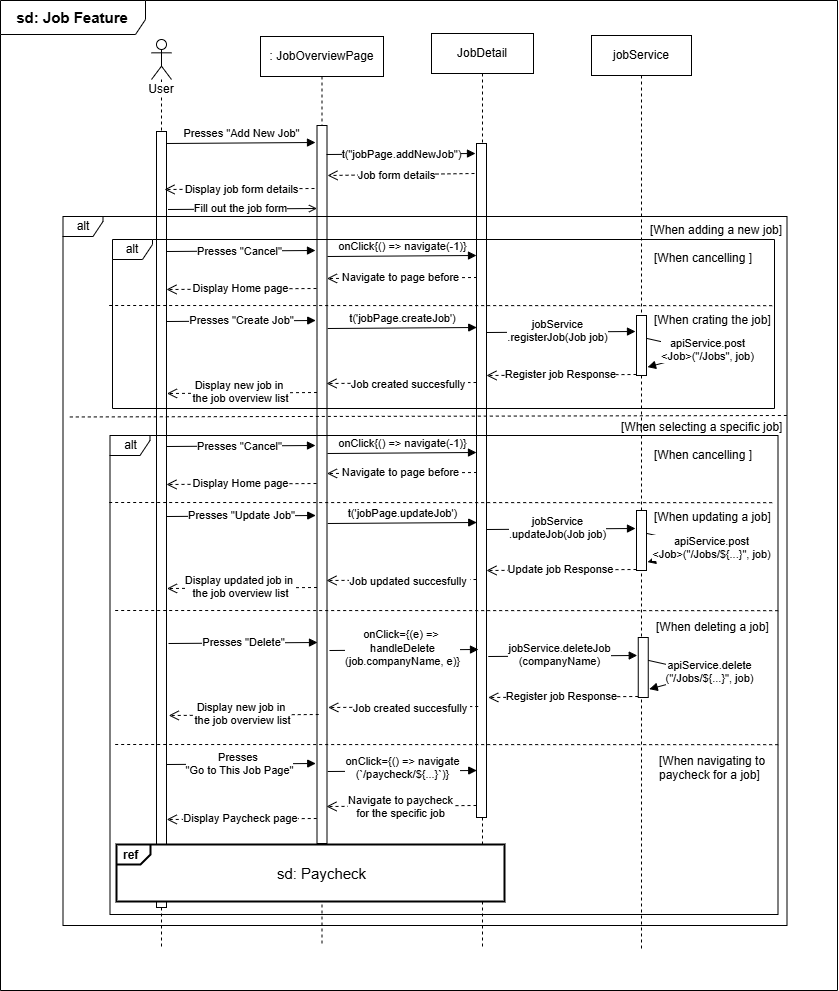 sd: Job Feature
User
: JobOverviewPage
JobDetail
jobService
Presses "Add New Job"
t("jobPage.addNewJob")
Job form details
Display job form details
Fill out the job form
alt
[When adding a new job]
alt
Presses "Cancel"
onClick{() => navigate(-1)}
[When cancelling ]
Navigate to page before
Display Home page
Presses "Create Job"
t('jobPage.createJob')
jobService
.registerJob(Job job)
[When crating the job]
apiService.post
<Job>("/Jobs", job)
Register job Response
Job created succesfully
Display new job in
the job overview list
[When selecting a specific job]
alt
Presses "Cancel"
onClick{() => navigate(-1)}
[When cancelling ]
Navigate to page before
Display Home page
Presses "Update Job"
t('jobPage.updateJob')
jobService
.updateJob(Job job)
[When updating a job]
apiService.post
<Job>("/Jobs/${...}", job)
Update job Response
Job updated succesfully
Display updated job in
the job overview list
[When deleting a job]
Presses "Delete"
onClick={(e) =>
handleDelete
(job.companyName, e)}
jobService.deleteJob
(companyName)
apiService.delete
("/Jobs/${...}", job)
Register job Response
Job created succesfully
Display new job in
the job overview list
Presses
"Go to This Job Page"
onClick={() => navigate
(`/paycheck/${...}`)}
[When navigating to
paycheck for a job]
Navigate to paycheck
for the specific job
Display Paycheck page
ref
sd: Paycheck